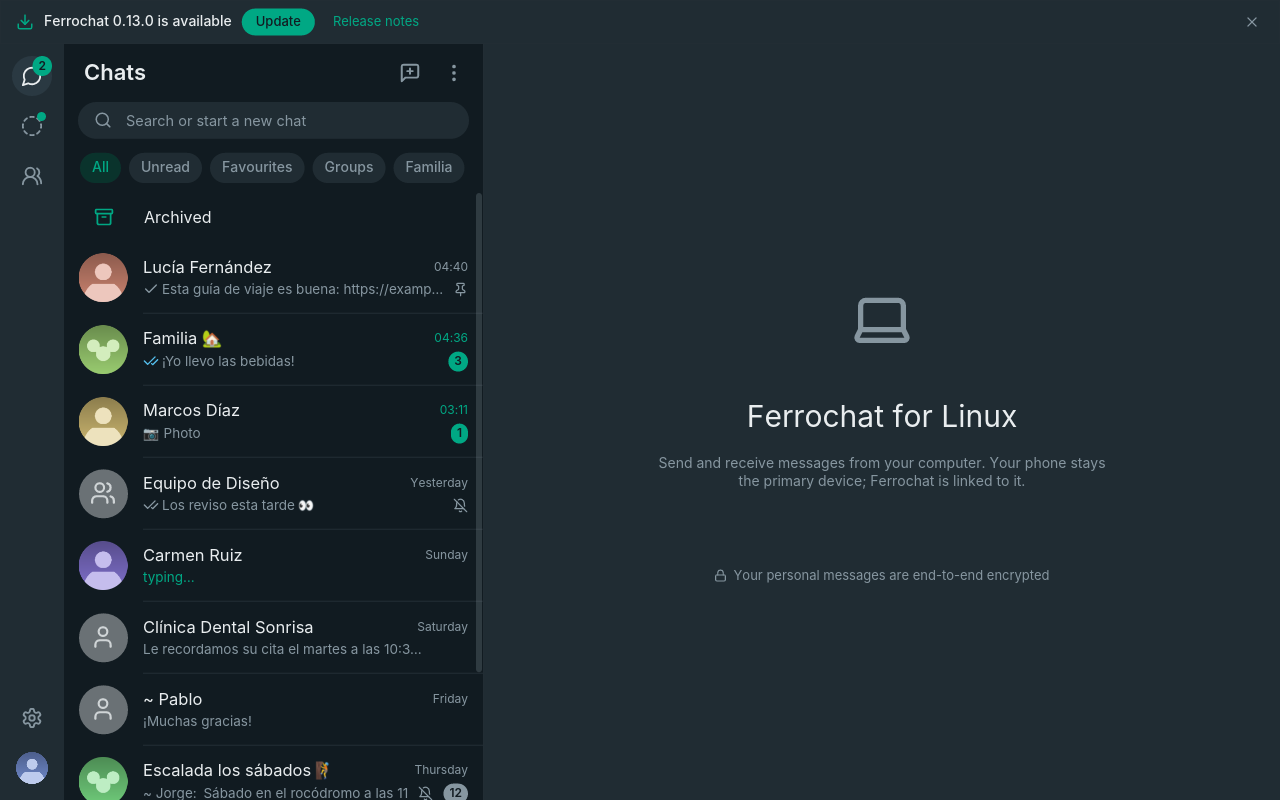 Ferrochat 0.13.0 is available Update Release notes
2
Chats
Search or start a new chat
All Unread Favourites Groups Familia
Archived
Lucía Fernández 04:40
Esta guía de viaje es buena: https://examp...
Familia 🏡 04:36
¡Yo llevo las bebidas! 3
Marcos Díaz 03:11
📷 Photo 1
Equipo de Diseño Yesterday
Los reviso esta tarde 👀
Carmen Ruiz Sunday
typing...
Clínica Dental Sonrisa Saturday
Le recordamos su cita el martes a las 10:3...
~ Pablo Friday
¡Muchas gracias!
Escalada los sábados 🧗 Thursday
~ Jorge: Sábado en el rocódromo a las 11 12
Ferrochat for Linux
Send and receive messages from your computer. Your phone stays
the primary device; Ferrochat is linked to it.
Your personal messages are end-to-end encrypted